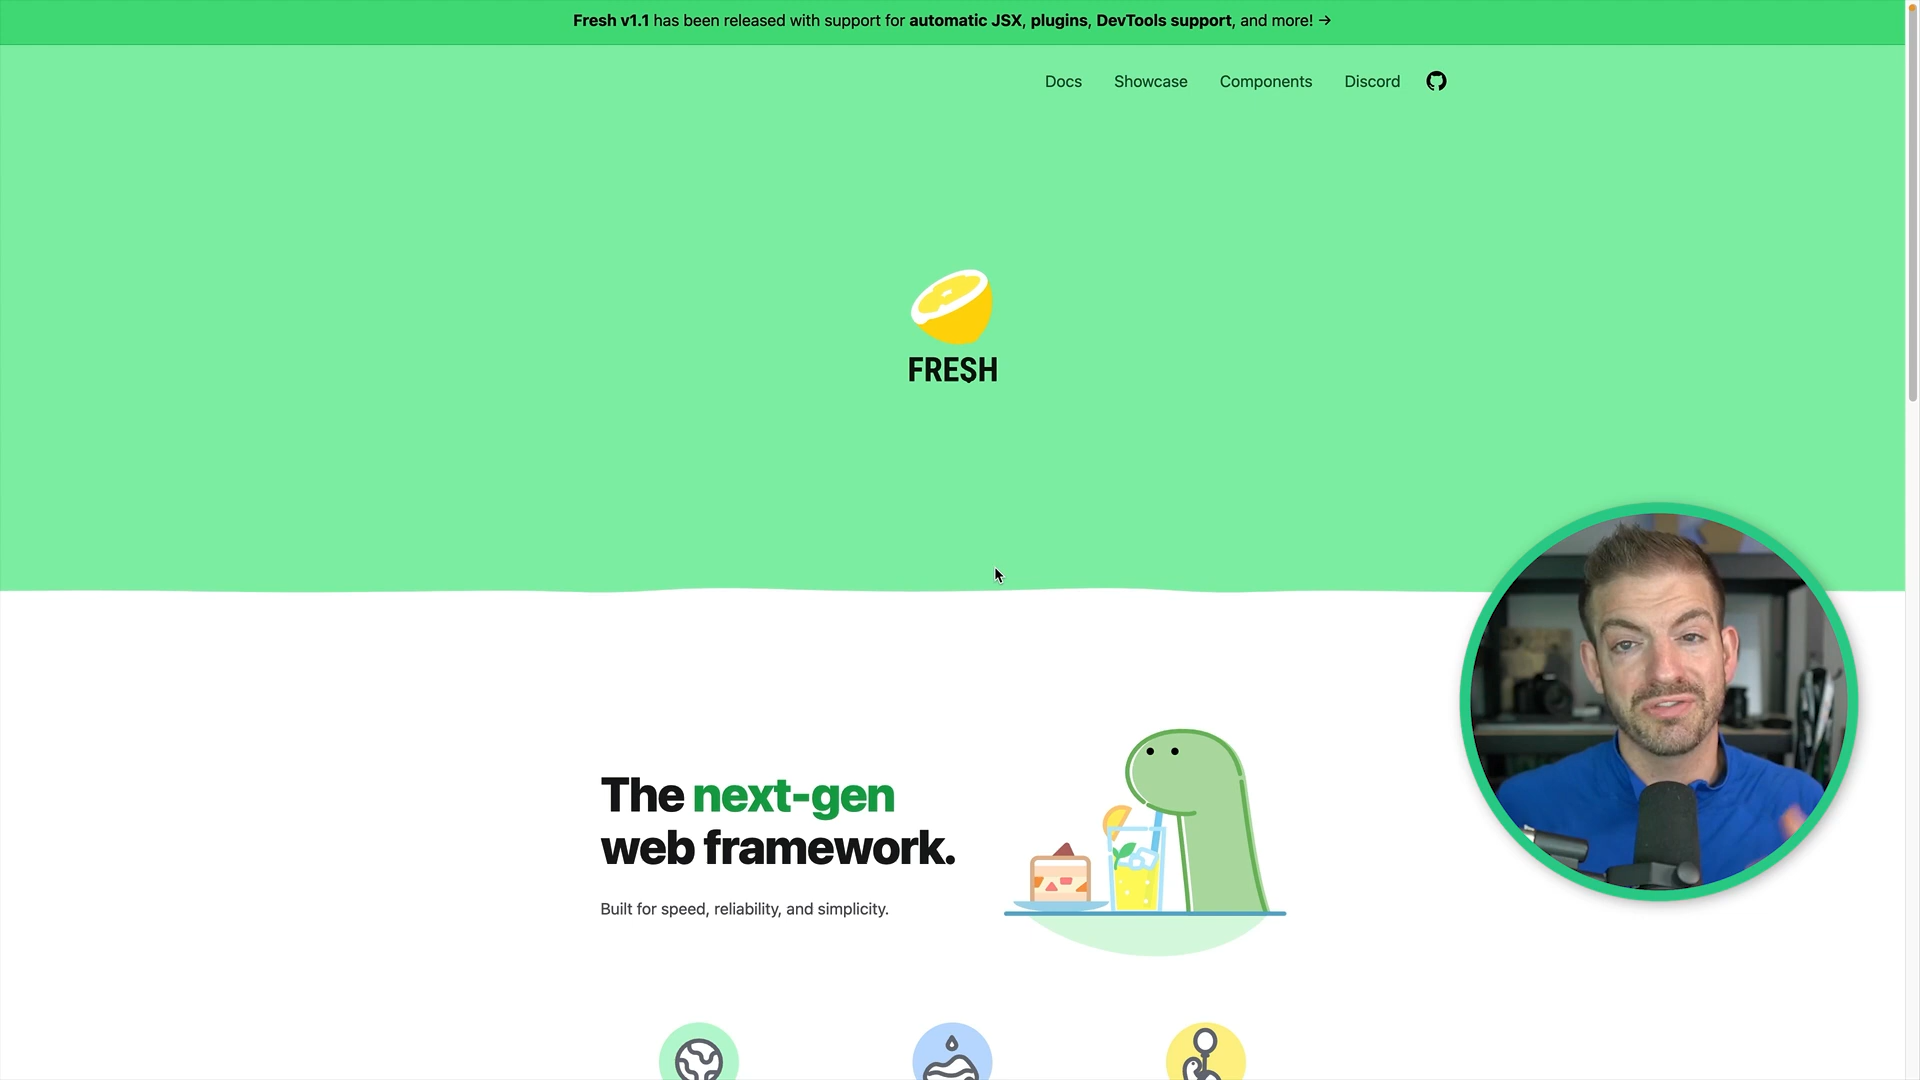 Fresh v1.1 has been released with support for automatic JSX, plugins, DevTools support, and more! →
Docs Showcase Components Discord
FRESH
The next-gen
web framework.
Built for speed, reliability, and simplicity.